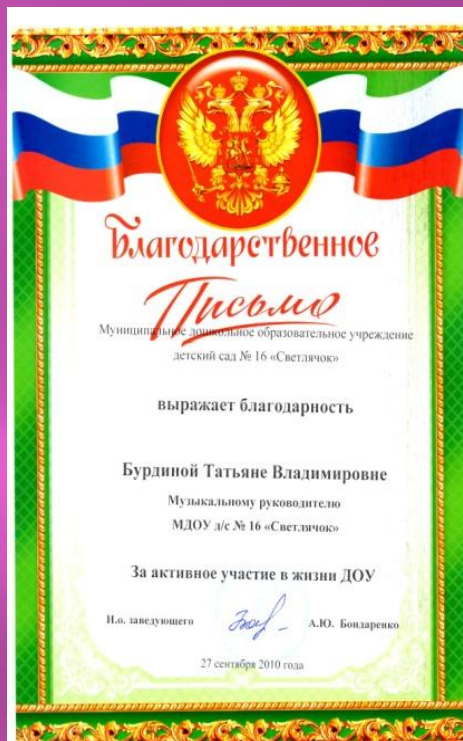 Благодарственное
Письмо
Муниципальное дошкольное образовательное учреждение
детский сад № 16 «Светлячок»
выражает благодарность
Бурдиной Татьяне Владимировне
Музыкальному руководителю
МДОУ д/с № 16 «Светлячок»
За активное участие в жизни ДОУ
И.о. заведующего А.Ю. Бондаренко
27 сентября 2010 года